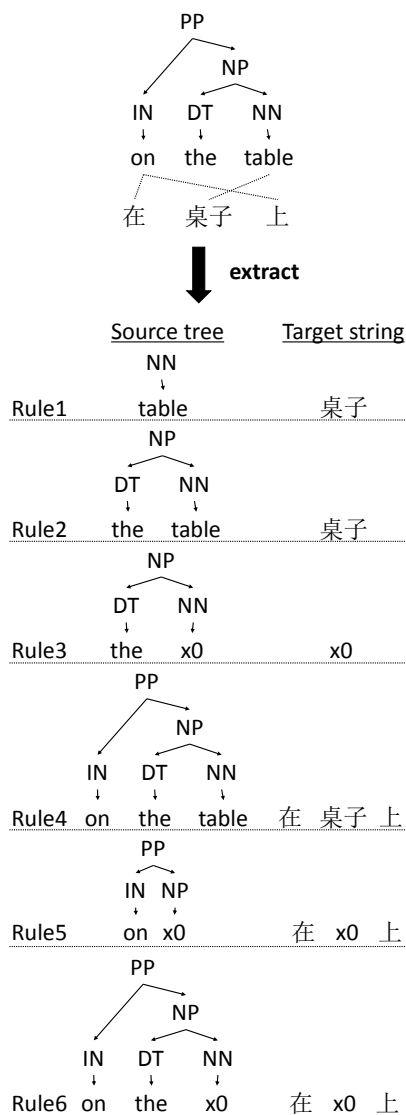 PP
NP
IN DT NN
on the table
在 桌子 上
extract
Source tree Target string
NN
Rule1 table 桌子
NP
DT NN
Rule2 the table 桌子
NP
DT NN
Rule3 the x0 x0
PP
NP
IN DT NN
Rule4 on the table 在 桌子 上
PP
IN NP
Rule5 on x0 在 x0 上
PP
NP
IN DT NN
Rule6 on the x0 在 x0 上